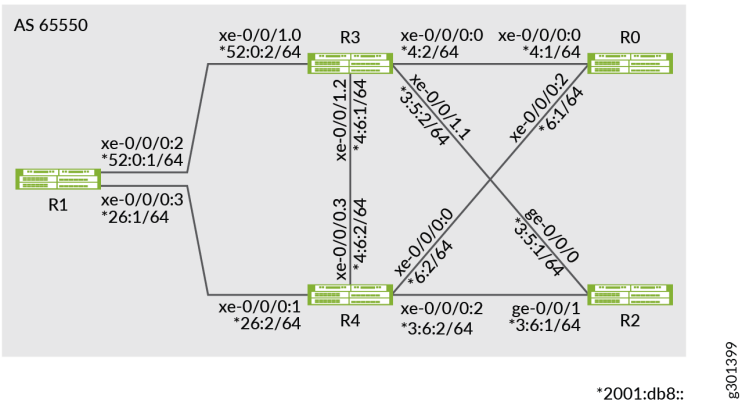 AS 65550
xe-0/0/1.0
*52:0:2/64
R3
xe-0/0/0:0
*4:2/64
xe-0/0/0:0
*4:1/64
R0
xe-0/0/1.2
*4:6:1/64
xe-0/0/1.1
*3:5:2/64
xe-0/0/0:2
*6:1/64
xe-0/0/0:2
*52:0:1/64
R1
xe-0/0/0:3
*26:1/64
xe-0/0/0.3
*4:6:2/64
xe-0/0/0:0
*6:2/64
ge-0/0/0
*3:5:1/64
xe-0/0/0:1
*26:2/64
R4
xe-0/0/0:2
*3:6:2/64
ge-0/0/1
*3:6:1/64
R2
*2001:db8::
g301399